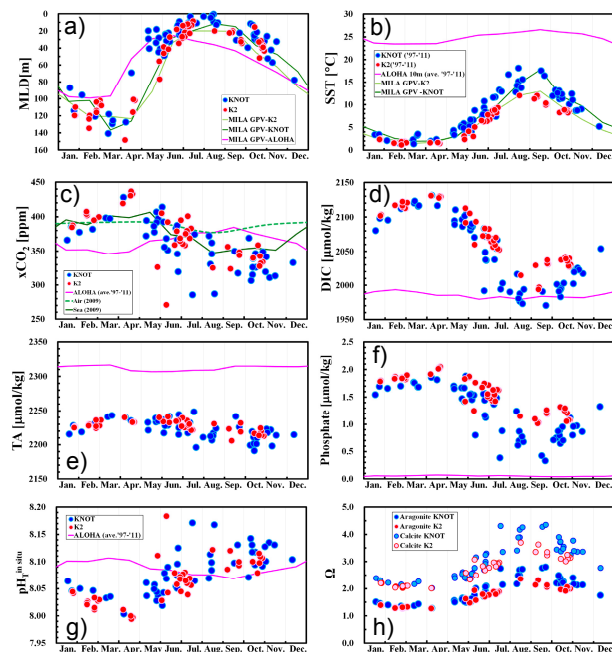 a)
MLD[m]
0
20
40
60
80
100
120
140
160
KNOT
K2
MILA GPV-K2
MILA GPV-KNOT
MILA GPV-ALOHA
Jan. Feb. Mar. Apr. May Jun. Jul. Aug. Sep. Oct. Nov. Dec.
b)
SST [°C]
30
25
20
15
10
5
0
KNOT ('97-'11)
K2('97-'11)
ALOHA 10m (ave. '97-'11)
MILA GPV-K2
MILA GPV -KNOT
Jan. Feb. Mar. Apr. May Jun. Jul. Aug. Sep. Oct. Nov. Dec.
c)
xCO2 [ppm]
450
400
350
300
250
KNOT
K2
ALOHA (ave.'97-'11)
Air (2009)
Sea (2009)
Jan. Feb. Mar. Apr. May Jun. Jul. Aug. Sep. Oct. Nov. Dec.
d)
DIC [μmol/kg]
2150
2100
2050
2000
1950
Jan. Feb. Mar. Apr. May Jun. Jul. Aug. Sep. Oct. Nov. Dec.
e)
TA [μmol/kg]
2350
2300
2250
2200
2150
Jan. Feb. Mar. Apr. May Jun. Jul. Aug. Sep. Oct. Nov. Dec.
f)
Phosphate [μmol/kg]
2.5
2.0
1.5
1.0
0.5
0.0
Jan. Feb. Mar. Apr. May Jun. Jul. Aug. Sep. Oct. Nov. Dec.
g)
8.20
8.15
8.10
8.05
8.00
7.95
KNOT
K2
ALOHA (ave.'97-'11)
Jan. Feb. Mar. Apr. May Jun. Jul. Aug. Sep. Oct. Nov. Dec.
h)
Ω
6.0
5.0
4.0
3.0
2.0
1.0
0.0
Aragonite KNOT
Aragonite K2
Calcite KNOT
Calcite K2
Jan. Feb. Mar. Apr. May Jun. Jul. Aug. Sep. Oct. Nov. Dec.